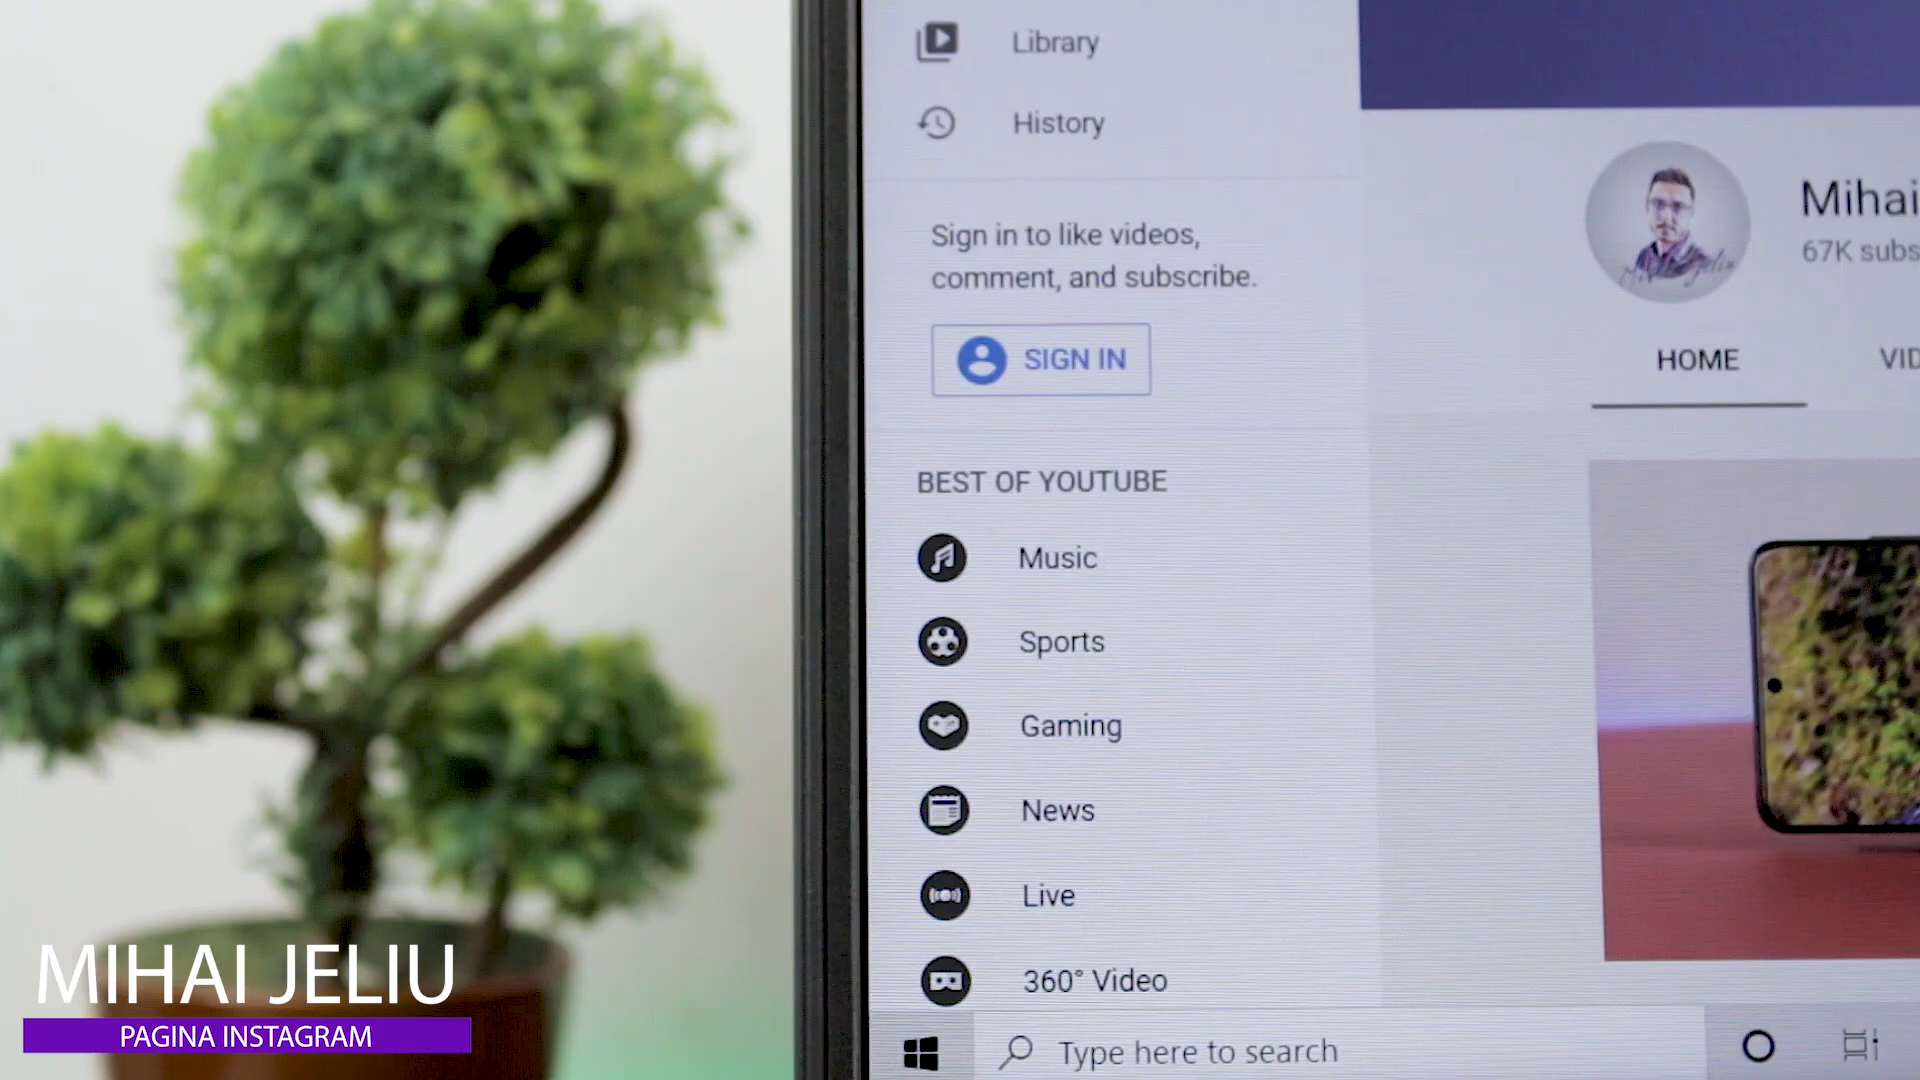 Library
History
Sign in to like videos,
comment, and subscribe.
SIGN IN
BEST OF YOUTUBE
Music
Sports
Gaming
News
Live
360° Video
Type here to search
Mihai
67K subs
HOME
VID
MIHAI JELIU
PAGINA INSTAGRAM